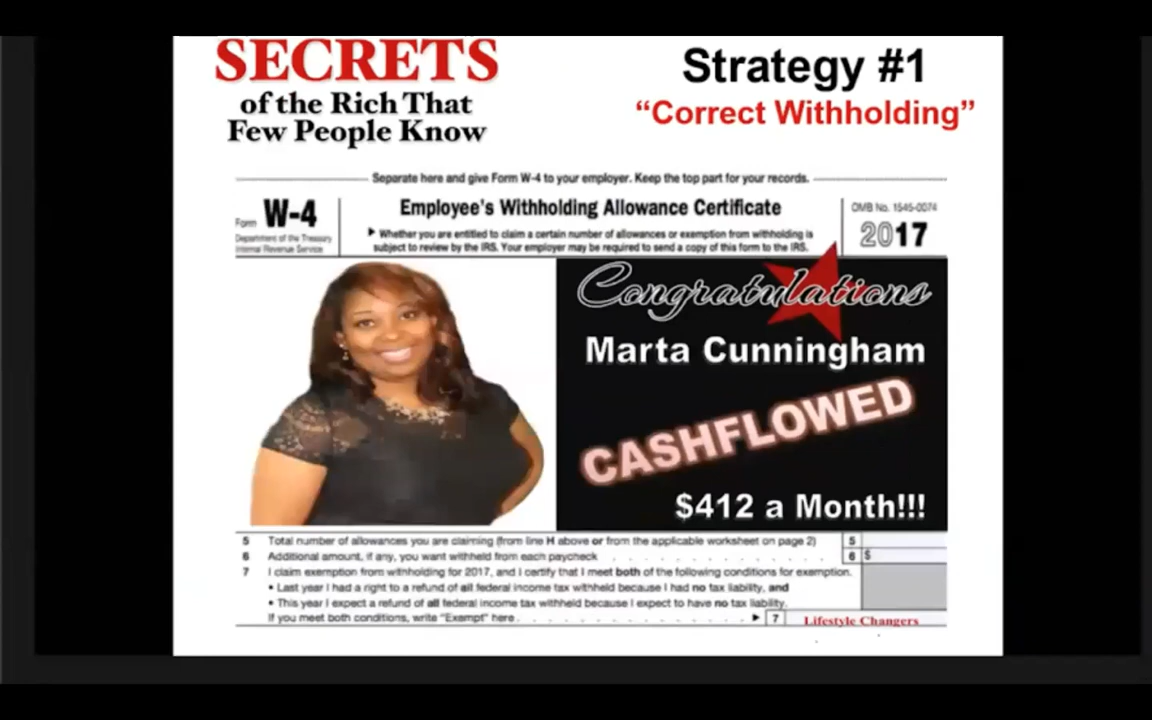 SECRETS
of the Rich That
Few People Know
Strategy #1
“Correct Withholding”
Separate here and give Form W-4 to your employer. Keep the top part for your records.
Form W-4
Department of the Treasury
Internal Revenue Service
Employee's Withholding Allowance Certificate
▶ Whether you are entitled to claim a certain number of allowances or exemption from withholding is
subject to review by the IRS. Your employer may be required to send a copy of this form to the IRS.
OMB No. 1545-0074
2017
Congratulations
Marta Cunningham
CASHFLOWED
$412 a Month!!!
5 Total number of allowances you are claiming (from line H above or from the applicable worksheet on page 2) 5
6 Additional amount, if any, you want withheld from each paycheck . . . . . . . . . . 6 $
7 I claim exemption from withholding for 2017, and I certify that I meet both of the following conditions for exemption.
• Last year I had a right to a refund of all federal income tax withheld because I had no tax liability, and
• This year I expect a refund of all federal income tax withheld because I expect to have no tax liability.
If you meet both conditions, write "Exempt" here . . . . . . . . . . ▶ 7
Lifestyle Changers